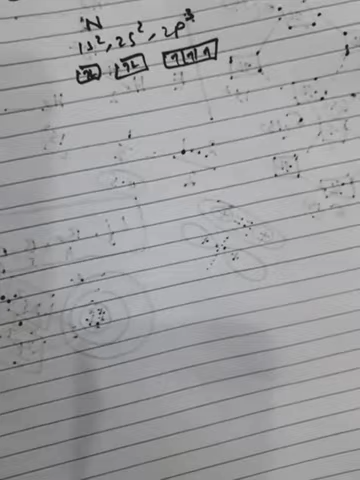 N
1s², 2s², 2p³
↿⇂ ↿⇂ ↿ ↿ ↿